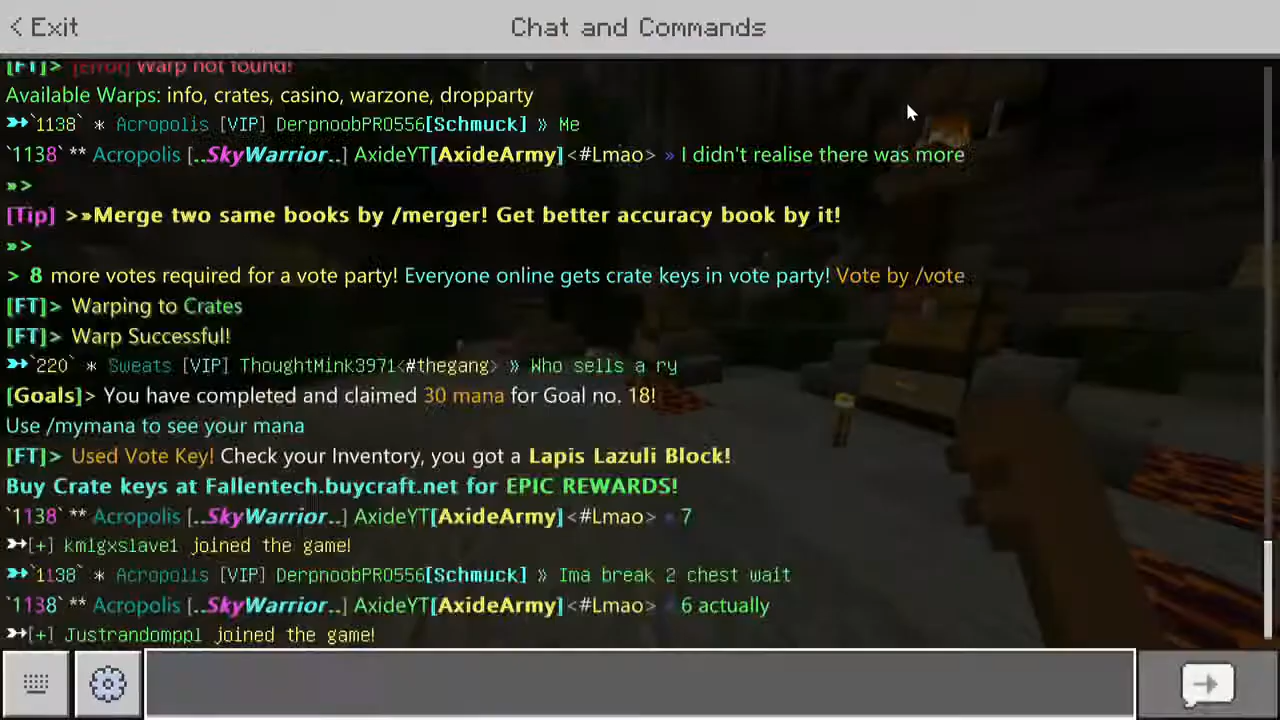 < Exit
Chat and Commands
[FT]> [Error] Warp not found!
Available Warps: info, crates, casino, warzone, dropparty
➳`1138` * Acropolis [VIP] DerpnoobPRO556[Schmuck] » Me
`1138` ** Acropolis [..SkyWarrior..] AxideYT[AxideArmy]<#Lmao> » I didn't realise there was more
»>
[Tip] >»Merge two same books by /merger! Get better accuracy book by it!
»>
> 8 more votes required for a vote party! Everyone online gets crate keys in vote party! Vote by /vote
[FT]> Warping to Crates
[FT]> Warp Successful!
➳`220` * Sweats [VIP] ThoughtMink3971<#thegang> » Who sells a ry
[Goals]> You have completed and claimed 30 mana for Goal no. 18!
Use /mymana to see your mana
[FT]> Used Vote Key! Check your Inventory, you got a Lapis Lazuli Block!
Buy Crate keys at Fallentech.buycraft.net for EPIC REWARDS!
`1138` ** Acropolis [..SkyWarrior..] AxideYT[AxideArmy]<#Lmao> » 7
➳[+] kmlgxslave1 joined the game!
➳`1138` * Acropolis [VIP] DerpnoobPRO556[Schmuck] » Ima break 2 chest wait
`1138` ** Acropolis [..SkyWarrior..] AxideYT[AxideArmy]<#Lmao> » 6 actually
➳[+] Justrandomppl joined the game!